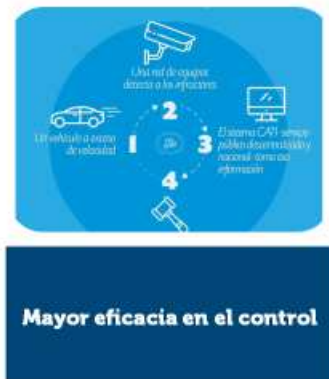 Una red de equipos
detecta a los infractores
2
Un vehículo a exceso
de velocidad
1
3
El sistema CATI - servicio
público descentralizado y
nacional - toma esa
información
4
Mayor eficacia en el control